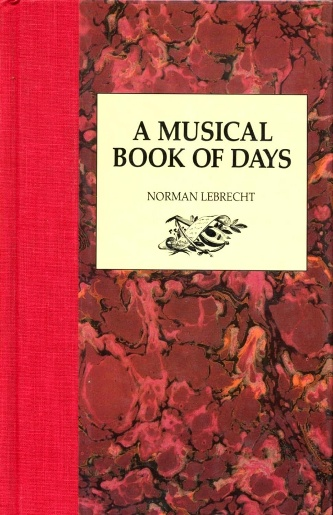 A MUSICAL
BOOK OF DAYS
NORMAN LEBRECHT